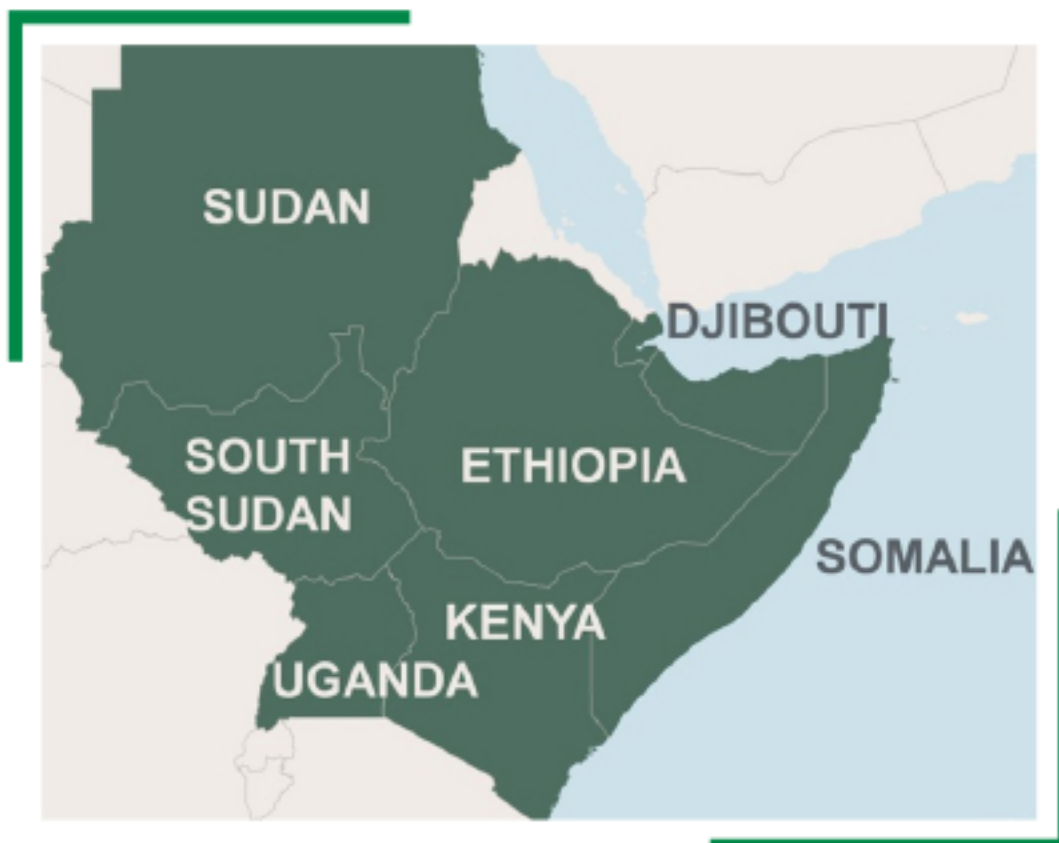 SUDAN
DJIBOUTI
SOUTH
SUDAN
ETHIOPIA
SOMALIA
KENYA
UGANDA